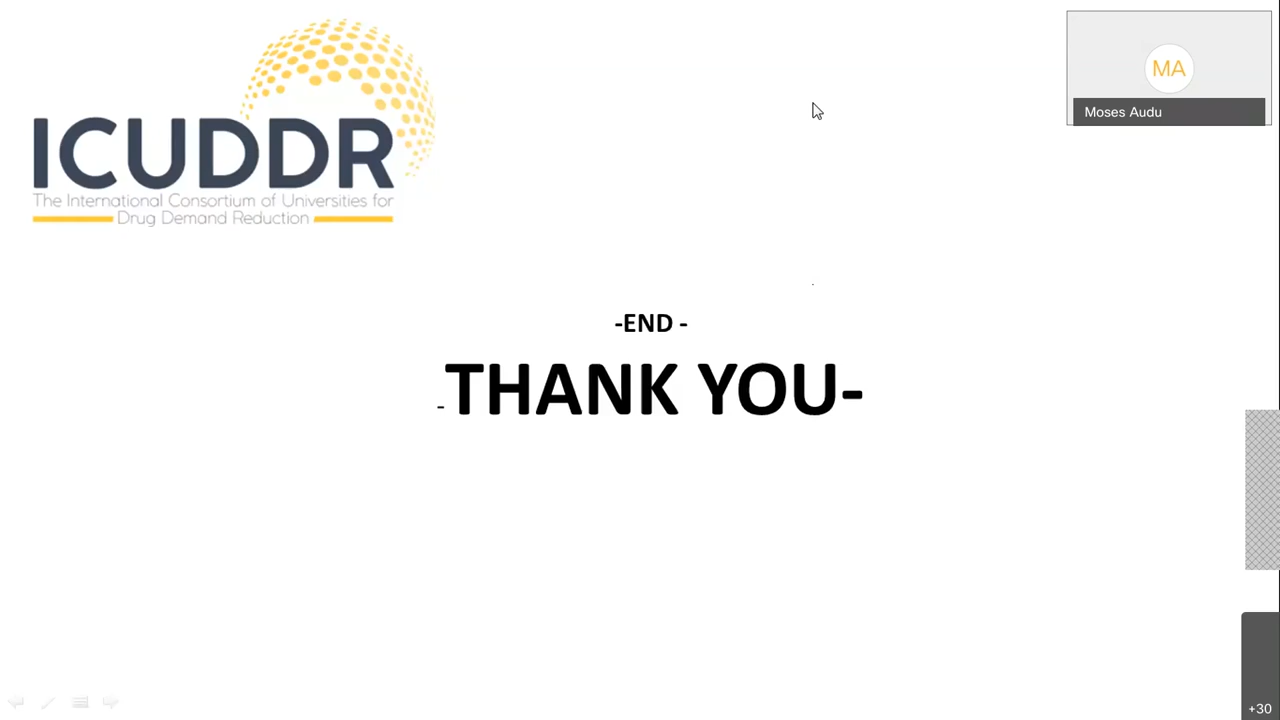 ICUDDR
The International Consortium of Universities for
Drug Demand Reduction
MA
Moses Audu
-END -
-THANK YOU-
+30